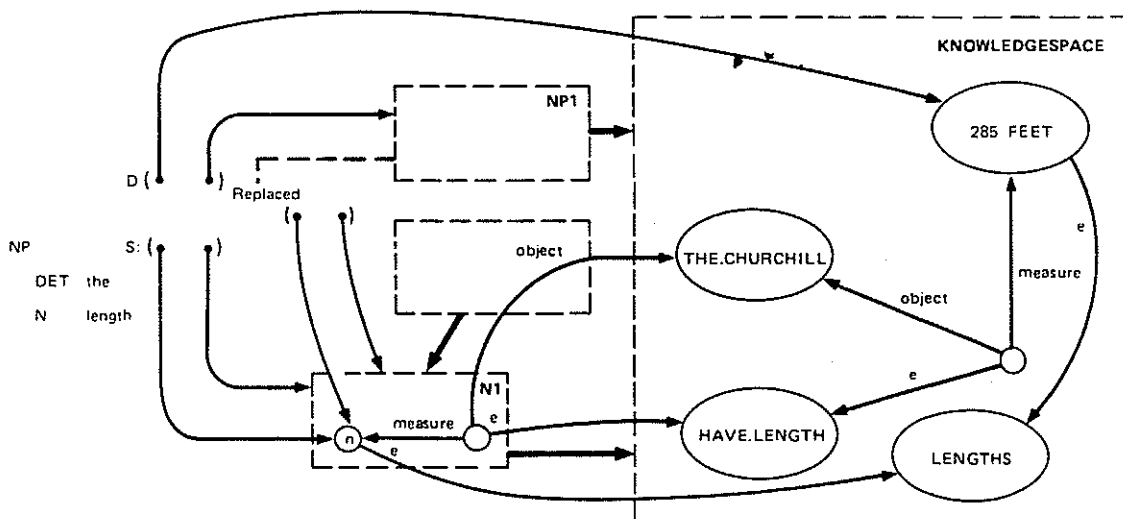 KNOWLEDGESPACE
NP1
285 FEET
D ( )
Replaced
( )
NP S: ( )
object
THE.CHURCHILL
e
measure
DET the
object
N length
N1
e
measure
e
HAVE.LENGTH
n
e
LENGTHS